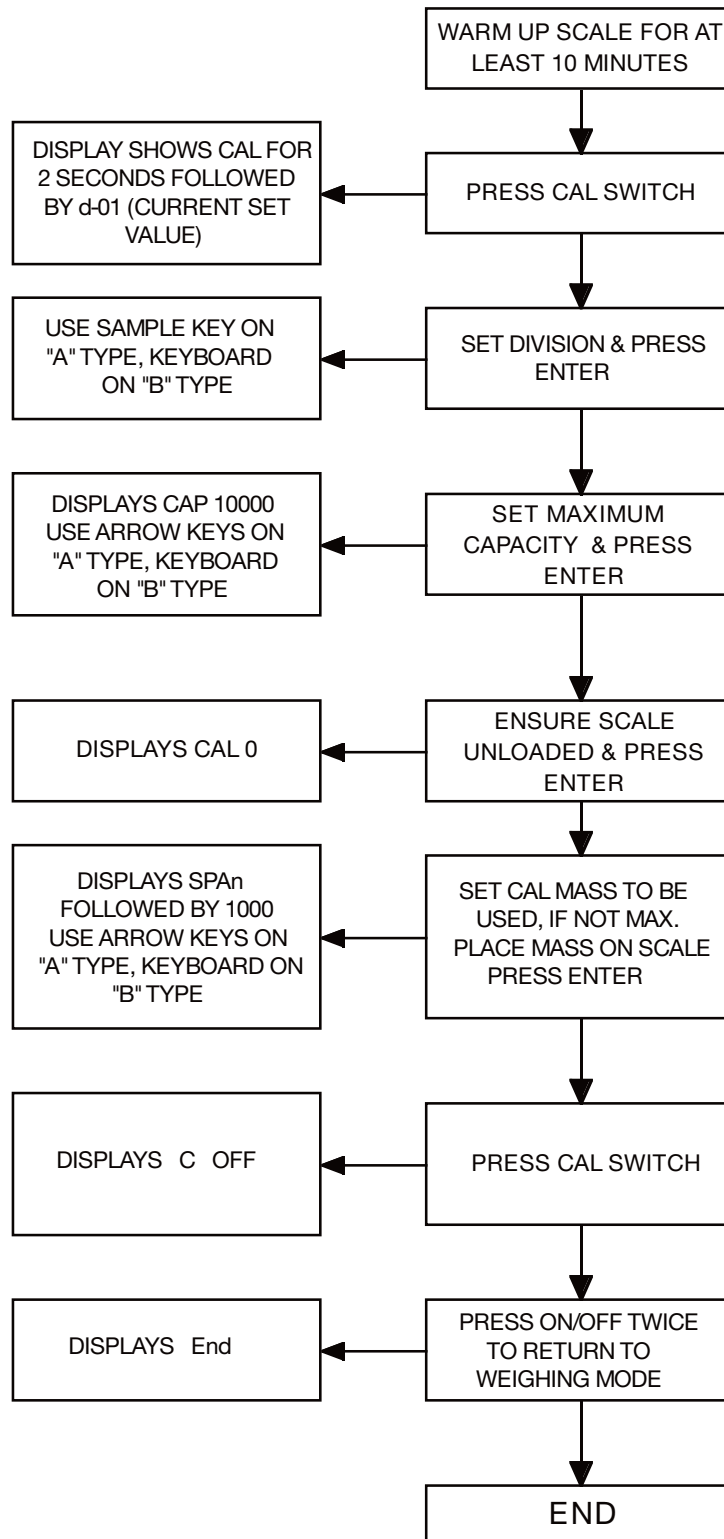 WARM UP SCALE FOR AT
LEAST 10 MINUTES
DISPLAY SHOWS CAL FOR
2 SECONDS FOLLOWED
BY d-01 (CURRENT SET
VALUE)
PRESS CAL SWITCH
USE SAMPLE KEY ON
"A" TYPE, KEYBOARD
ON "B" TYPE
SET DIVISION & PRESS
ENTER
DISPLAYS CAP 10000
USE ARROW KEYS ON
"A" TYPE, KEYBOARD
ON "B" TYPE
SET MAXIMUM
CAPACITY & PRESS
ENTER
DISPLAYS CAL 0
ENSURE SCALE
UNLOADED & PRESS
ENTER
DISPLAYS SPAn
FOLLOWED BY 1000
USE ARROW KEYS ON
"A" TYPE, KEYBOARD ON
"B" TYPE
SET CAL MASS TO BE
USED, IF NOT MAX.
PLACE MASS ON SCALE
PRESS ENTER
DISPLAYS C OFF
PRESS CAL SWITCH
DISPLAYS End
PRESS ON/OFF TWICE
TO RETURN TO
WEIGHING MODE
END